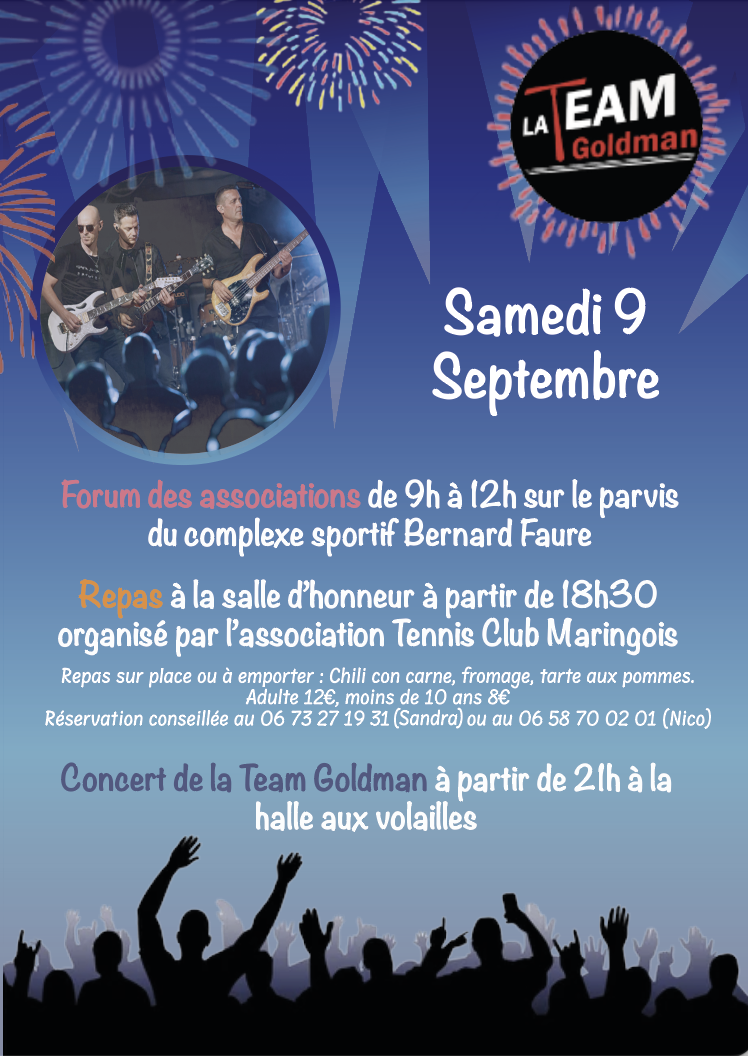 LA TEAM
Goldman
Samedi 9
Septembre
Forum des associations de 9h à 12h sur le parvis
du complexe sportif Bernard Faure
Repas à la salle d'honneur à partir de 18h30
organisé par l'association Tennis Club Maringois
Repas sur place ou à emporter : Chili con carne, fromage, tarte aux pommes.
Adulte 12€, moins de 10 ans 8€
Réservation conseillée au 06 73 27 19 31 (Sandra) ou au 06 58 70 02 01 (Nico)
Concert de la Team Goldman à partir de 21h à la
halle aux volailles